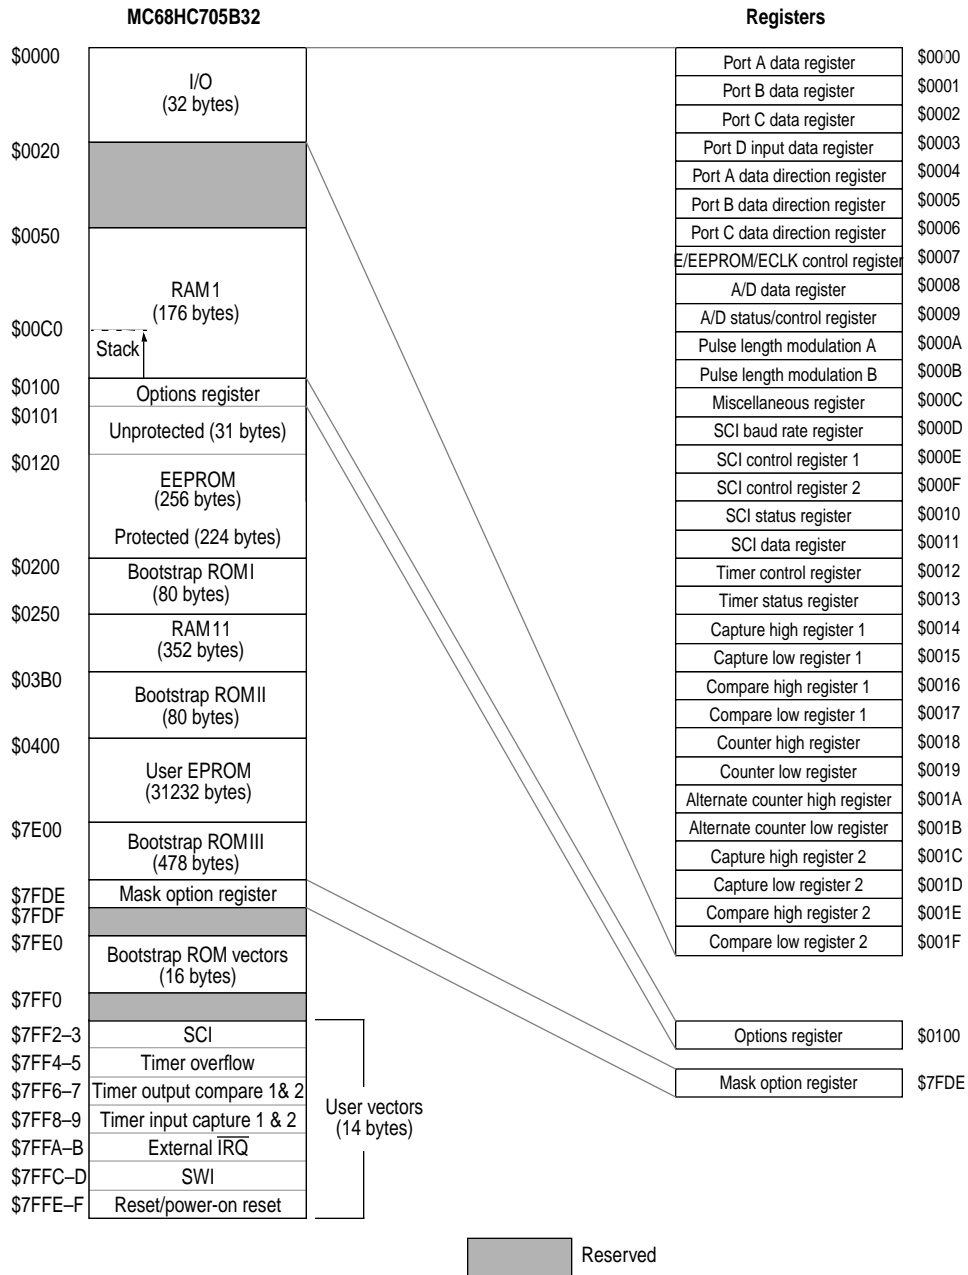 MC68HC705B32
$0000
I/O
(32 bytes)
$0020
$0050
RAM1
(176 bytes)
$00C0
Stack
$0100
Options register
$0101
Unprotected (31 bytes)
$0120
EEPROM
(256 bytes)
Protected (224 bytes)
$0200
Bootstrap ROMI
(80 bytes)
$0250
RAM11
(352 bytes)
$03B0
Bootstrap ROMII
(80 bytes)
$0400
User EPROM
(31232 bytes)
$7E00
Bootstrap ROMIII
(478 bytes)
$7FDE
Mask option register
$7FDF
$7FE0
Bootstrap ROM vectors
(16 bytes)
$7FF0
$7FF2–3 SCI
$7FF4–5 Timer overflow
$7FF6–7 Timer output compare 1& 2
$7FF8–9 Timer input capture 1 & 2
$7FFA–B External IRQ
$7FFC–D SWI
$7FFE–F Reset/power-on reset
User vectors
(14 bytes)
Registers
Port A data register $0000
Port B data register $0001
Port C data register $0002
Port D input data register $0003
Port A data direction register $0004
Port B data direction register $0005
Port C data direction register $0006
E/EEPROM/ECLK control register $0007
A/D data register $0008
A/D status/control register $0009
Pulse length modulation A $000A
Pulse length modulation B $000B
Miscellaneous register $000C
SCI baud rate register $000D
SCI control register 1 $000E
SCI control register 2 $000F
SCI status register $0010
SCI data register $0011
Timer control register $0012
Timer status register $0013
Capture high register 1 $0014
Capture low register 1 $0015
Compare high register 1 $0016
Compare low register 1 $0017
Counter high register $0018
Counter low register $0019
Alternate counter high register $001A
Alternate counter low register $001B
Capture high register 2 $001C
Capture low register 2 $001D
Compare high register 2 $001E
Compare low register 2 $001F
Options register $0100
Mask option register $7FDE
Reserved